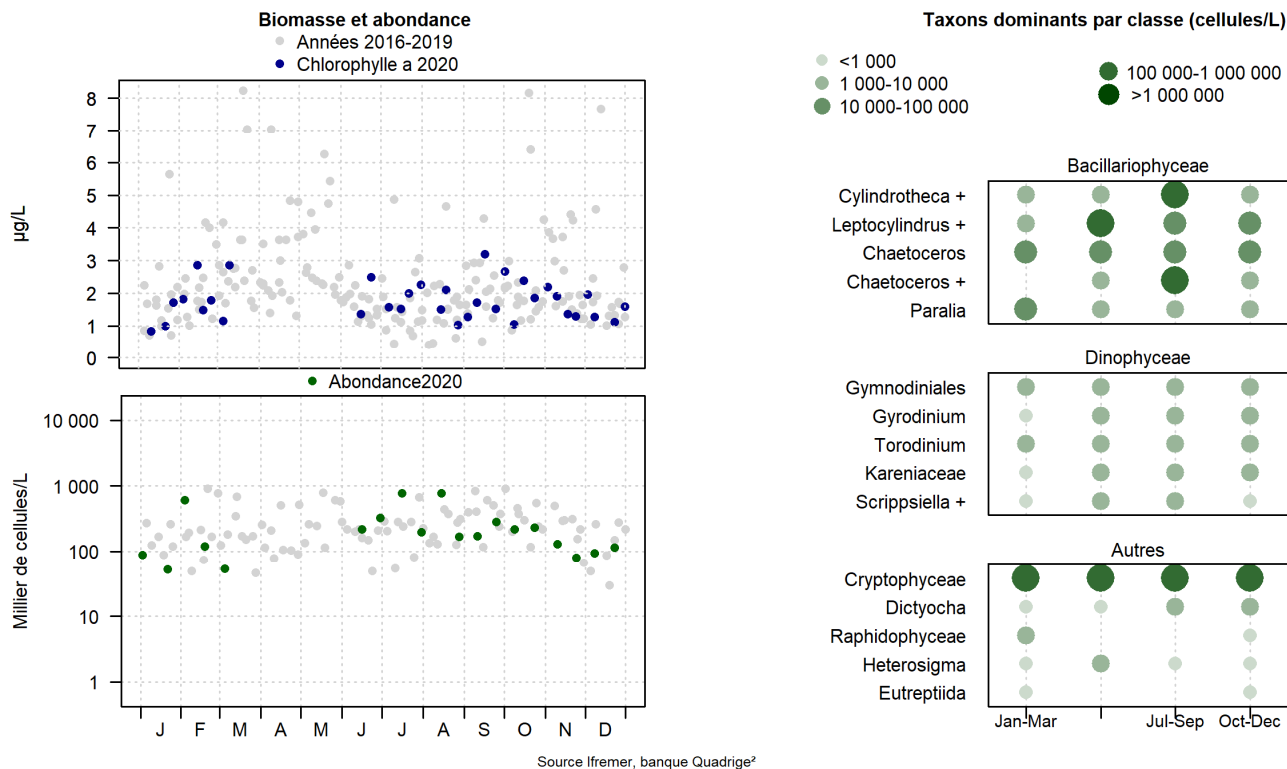 Biomasse et abondance
Années 2016-2019
Chlorophylle a 2020
8
7
6
5
4
3
2
1
0
µg/L
Abondance2020
10 000
1 000
100
10
1
Millier de cellules/L
J F M A M J J A S O N D
Taxons dominants par classe (cellules/L)
<1 000
1 000-10 000
10 000-100 000
100 000-1 000 000
>1 000 000
Bacillariophyceae
Cylindrotheca +
Leptocylindrus +
Chaetoceros
Chaetoceros +
Paralia
Dinophyceae
Gymnodiniales
Gyrodinium
Torodinium
Kareniaceae
Scrippsiella +
Autres
Cryptophyceae
Dictyocha
Raphidophyceae
Heterosigma
Eutreptiida
Jan-Mar Jul-Sep Oct-Dec
Source Ifremer, banque Quadrige²